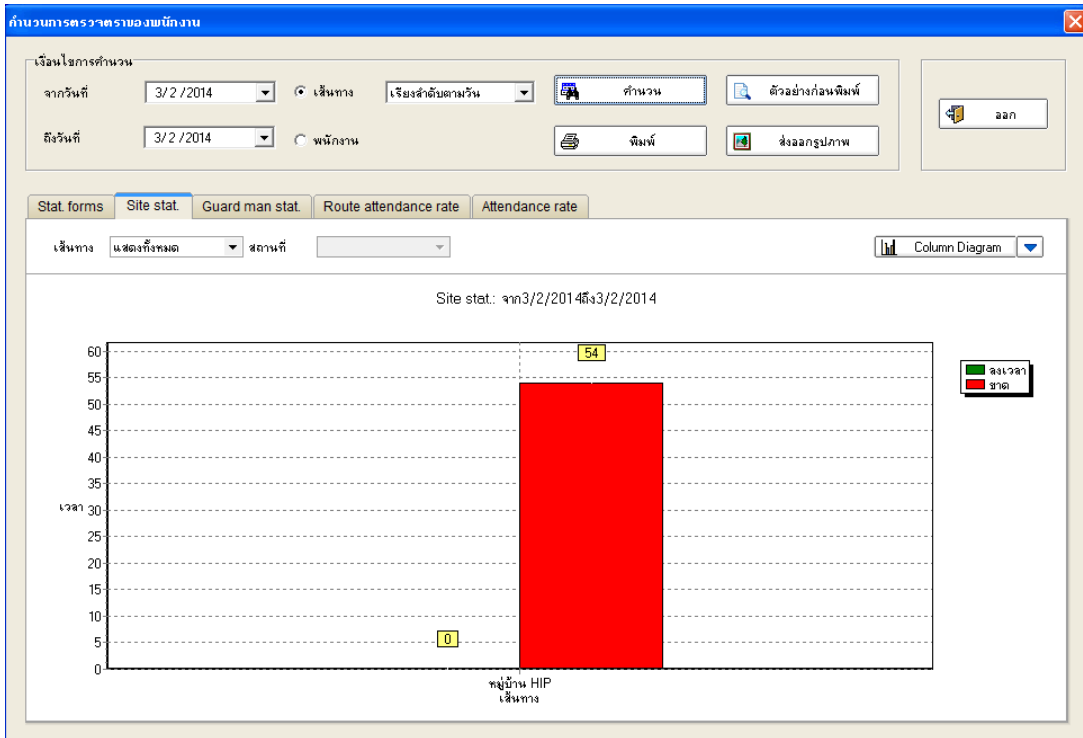 คำนวนการตรวจตราของพนักงาน
เงื่อนไขการคำนวน
จากวันที่ 3/ 2 /2014 เส้นทาง เรียงลำดับตามวัน คำนวน ตัวอย่างก่อนพิมพ์
ออก
ถึงวันที่ 3/ 2 /2014 พนักงาน พิมพ์ ส่งออกรูปภาพ
Stat. forms Site stat. Guard man stat. Route attendance rate Attendance rate
เส้นทาง แสดงทั้งหมด สถานที่ Column Diagram
Site stat.: จาก3/2/2014ถึง3/2/2014
60
55
50
45
40
35
30
25
20
15
10
5
0
เวลา
54
0
ลงเวลา
ขาด
หมู่บ้าน HIP
เส้นทาง